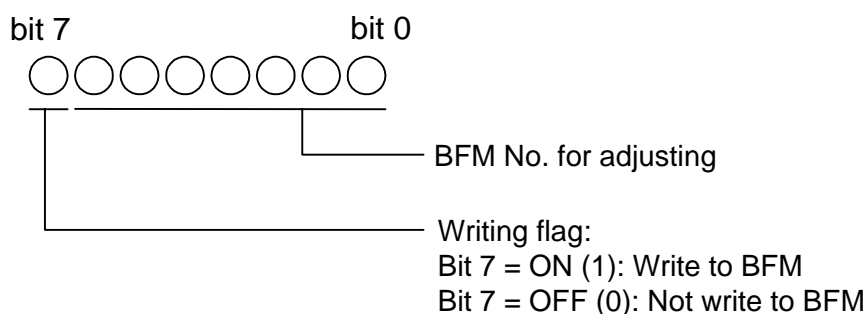 bit 7 bit 0
BFM No. for adjusting
Writing flag:
Bit 7 = ON (1): Write to BFM
Bit 7 = OFF (0): Not write to BFM